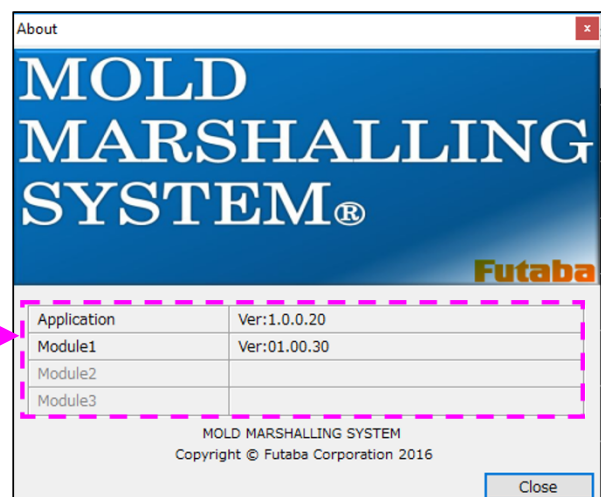 About
x
MOLD
MARSHALLING
SYSTEM®
Futaba
Application Ver:1.0.0.20
Module1 Ver:01.00.30
Module2
Module3
MOLD MARSHALLING SYSTEM
Copyright © Futaba Corporation 2016
Close